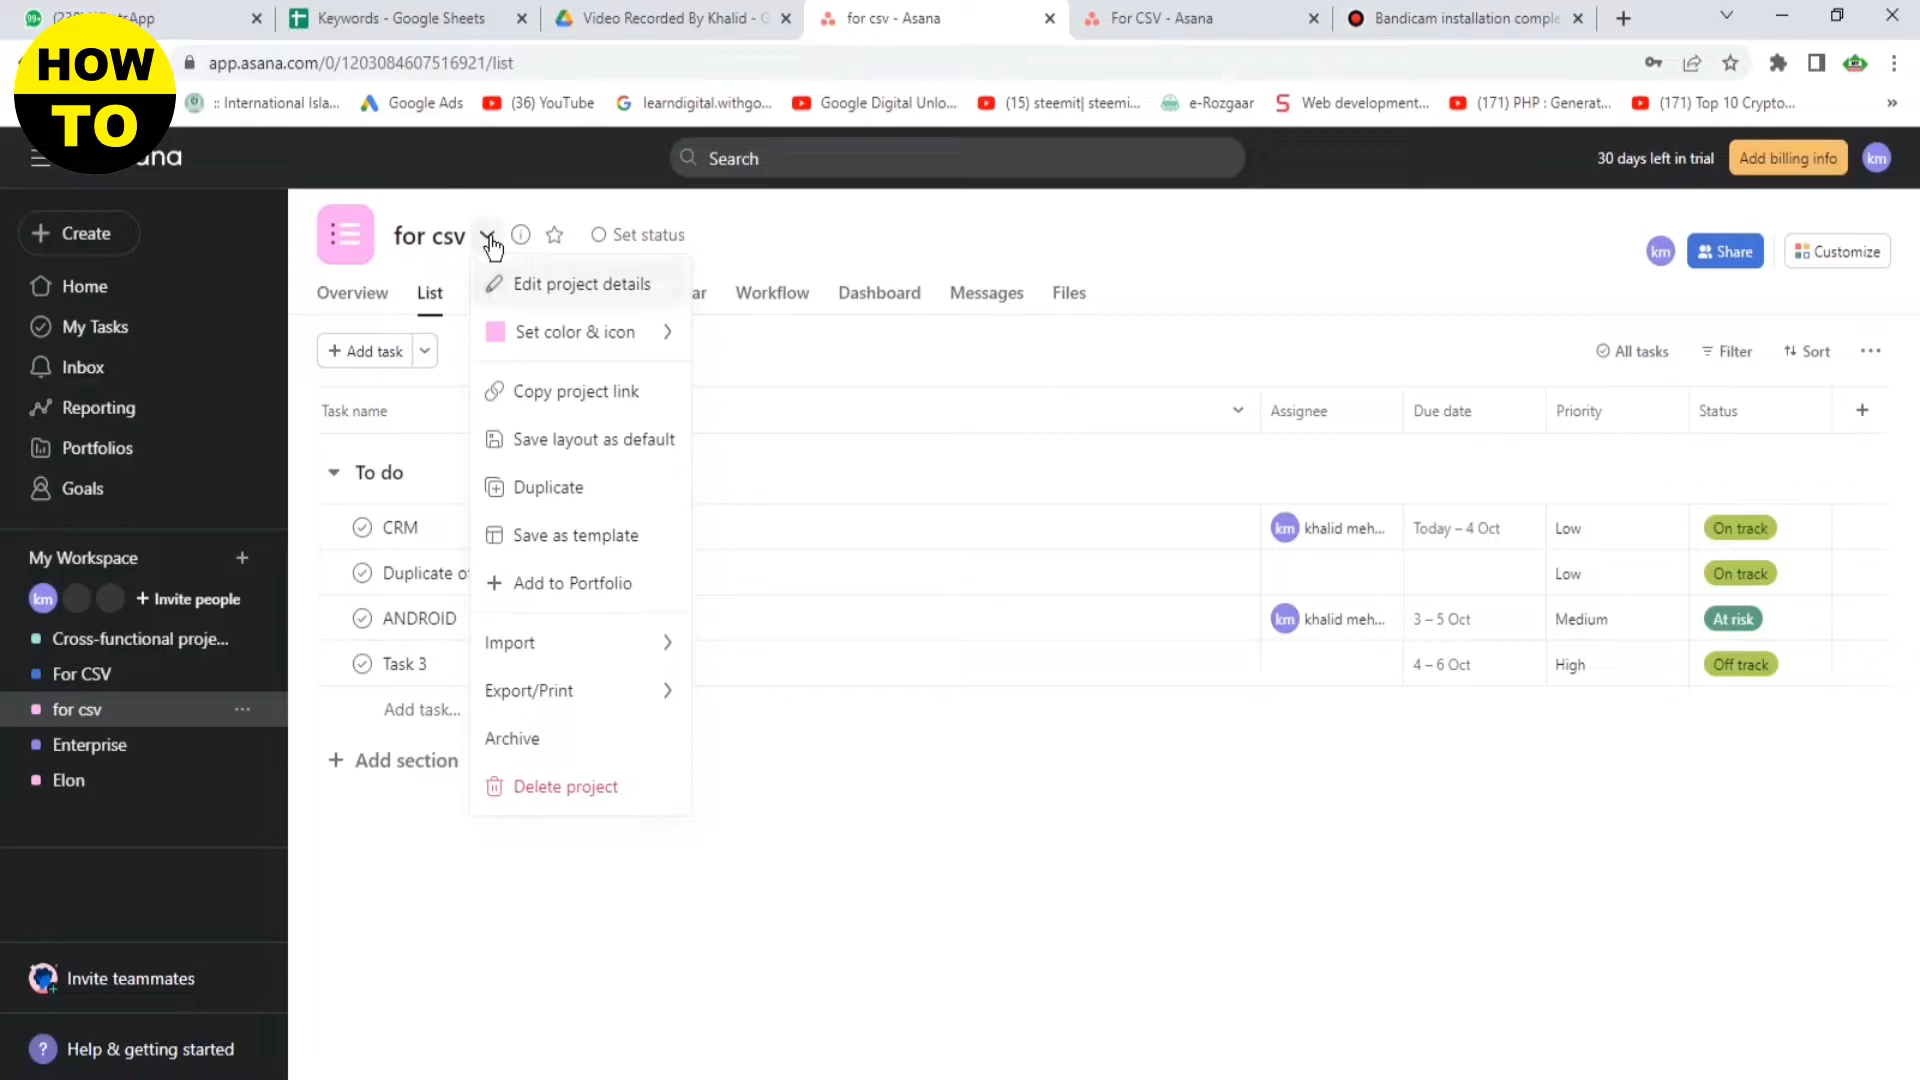 99+
Keywords - Google Sheets
Video Recorded By Khalid - G
for csv - Asana
For CSV - Asana
Bandicam installation comple
HOW
TO
app.asana.com/0/1203084607516921/list
:: International Isla...
Google Ads
(36) YouTube
learndigital.withgo...
Google Digital Unlo...
(15) steemit| steemi...
e-Rozgaar
Web development...
(171) PHP : Generat...
(171) Top 10 Crypto...
Search
30 days left in trial
Add billing info
km
Create
Home
My Tasks
Inbox
Reporting
Portfolios
Goals
My Workspace
km
+ Invite people
Cross-functional proje...
For CSV
for csv
Enterprise
Elon
Invite teammates
? Help & getting started
for csv
Set status
km
Share
Customize
Overview
List
ar
Workflow
Dashboard
Messages
Files
+ Add task
All tasks
Filter
Sort
Task name
Assignee
Due date
Priority
Status
To do
CRM
km khalid meh...
Today – 4 Oct
Low
On track
Duplicate o
Low
On track
ANDROID
km khalid meh...
3 – 5 Oct
Medium
At risk
Task 3
4 – 6 Oct
High
Off track
Add task...
+ Add section
Edit project details
Set color & icon
Copy project link
Save layout as default
Duplicate
Save as template
+ Add to Portfolio
Import
Export/Print
Archive
Delete project